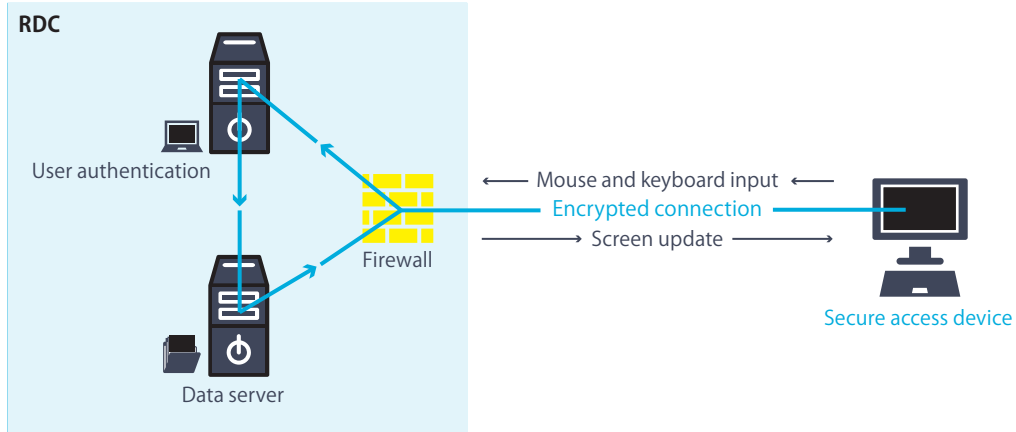 RDC
User authentication
Mouse and keyboard input
Encrypted connection
Screen update
Firewall
Secure access device
Data server